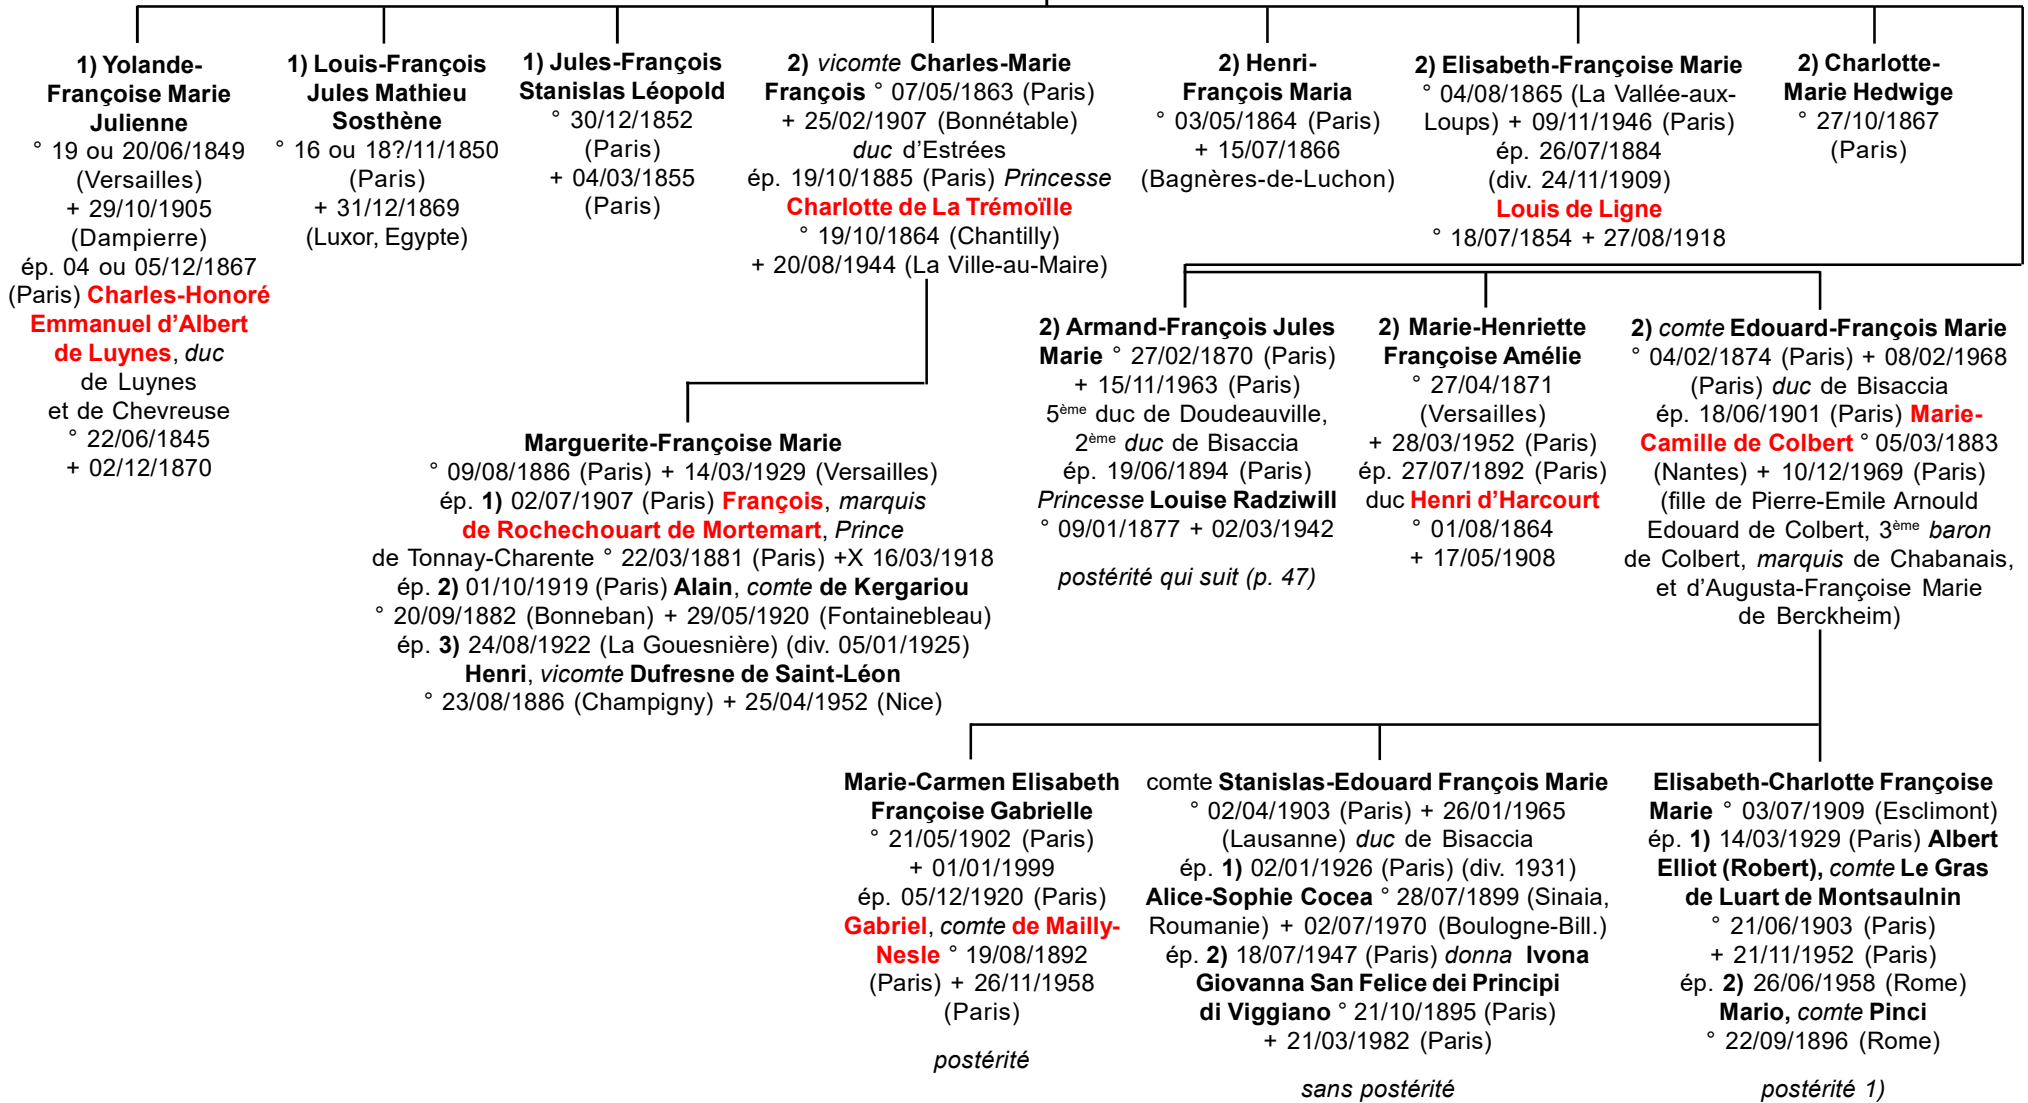 1) Yolande-
Françoise Marie
Julienne
° 19 ou 20/06/1849
(Versailles)
+ 29/10/1905
(Dampierre)
ép. 04 ou 05/12/1867
(Paris) Charles-Honoré
Emmanuel d’Albert
de Luynes, duc
de Luynes
et de Chevreuse
° 22/06/1845
+ 02/12/1870
1) Louis-François
Jules Mathieu
Sosthène
° 16 ou 18?/11/1850
(Paris)
+ 31/12/1869
(Luxor, Egypte)
1) Jules-François
Stanislas Léopold
° 30/12/1852
(Paris)
+ 04/03/1855
(Paris)
2) vicomte Charles-Marie
François ° 07/05/1863 (Paris)
+ 25/02/1907 (Bonnétable)
duc d’Estrées
ép. 19/10/1885 (Paris) Princesse
Charlotte de La Trémoïlle
° 19/10/1864 (Chantilly)
+ 20/08/1944 (La Ville-au-Maire)
2) Henri-
François Maria
° 03/05/1864 (Paris)
+ 15/07/1866
(Bagnères-de-Luchon)
2) Elisabeth-Françoise Marie
° 04/08/1865 (La Vallée-aux-
Loups) + 09/11/1946 (Paris)
ép. 26/07/1884
(div. 24/11/1909)
Louis de Ligne
° 18/07/1854 + 27/08/1918
2) Charlotte-
Marie Hedwige
° 27/10/1867
(Paris)
2) Armand-François Jules
Marie ° 27/02/1870 (Paris)
+ 15/11/1963 (Paris)
5ème duc de Doudeauville,
2ème duc de Bisaccia
ép. 19/06/1894 (Paris)
Princesse Louise Radziwill
° 09/01/1877 + 02/03/1942
postérité qui suit (p. 47)
2) Marie-Henriette
Françoise Amélie
° 27/04/1871
(Versailles)
+ 28/03/1952 (Paris)
ép. 27/07/1892 (Paris)
duc Henri d’Harcourt
° 01/08/1864
+ 17/05/1908
2) comte Edouard-François Marie
° 04/02/1874 (Paris) + 08/02/1968
(Paris) duc de Bisaccia
ép. 18/06/1901 (Paris) Marie-
Camille de Colbert ° 05/03/1883
(Nantes) + 10/12/1969 (Paris)
(fille de Pierre-Emile Arnould
Edouard de Colbert, 3ème baron
de Colbert, marquis de Chabanais,
et d’Augusta-Françoise Marie
de Berckheim)
Marguerite-Françoise Marie
° 09/08/1886 (Paris) + 14/03/1929 (Versailles)
ép. 1) 02/07/1907 (Paris) François, marquis
de Rochechouart de Mortemart, Prince
de Tonnay-Charente ° 22/03/1881 (Paris) +X 16/03/1918
ép. 2) 01/10/1919 (Paris) Alain, comte de Kergariou
° 20/09/1882 (Bonneban) + 29/05/1920 (Fontainebleau)
ép. 3) 24/08/1922 (La Gouesnière) (div. 05/01/1925)
Henri, vicomte Dufresne de Saint-Léon
° 23/08/1886 (Champigny) + 25/04/1952 (Nice)
Marie-Carmen Elisabeth
Françoise Gabrielle
° 21/05/1902 (Paris)
+ 01/01/1999
ép. 05/12/1920 (Paris)
Gabriel, comte de Mailly-
Nesle ° 19/08/1892
(Paris) + 26/11/1958
(Paris)
postérité
comte Stanislas-Edouard François Marie
° 02/04/1903 (Paris) + 26/01/1965
(Lausanne) duc de Bisaccia
ép. 1) 02/01/1926 (Paris) (div. 1931)
Alice-Sophie Cocea ° 28/07/1899 (Sinaia,
Roumanie) + 02/07/1970 (Boulogne-Bill.)
ép. 2) 18/07/1947 (Paris) donna Ivona
Giovanna San Felice dei Principi
di Viggiano ° 21/10/1895 (Paris)
+ 21/03/1982 (Paris)
sans postérité
Elisabeth-Charlotte Françoise
Marie ° 03/07/1909 (Esclimont)
ép. 1) 14/03/1929 (Paris) Albert
Elliot (Robert), comte Le Gras
de Luart de Montsaulnin
° 21/06/1903 (Paris)
+ 21/11/1952 (Paris)
ép. 2) 26/06/1958 (Rome)
Mario, comte Pinci
° 22/09/1896 (Rome)
postérité 1)